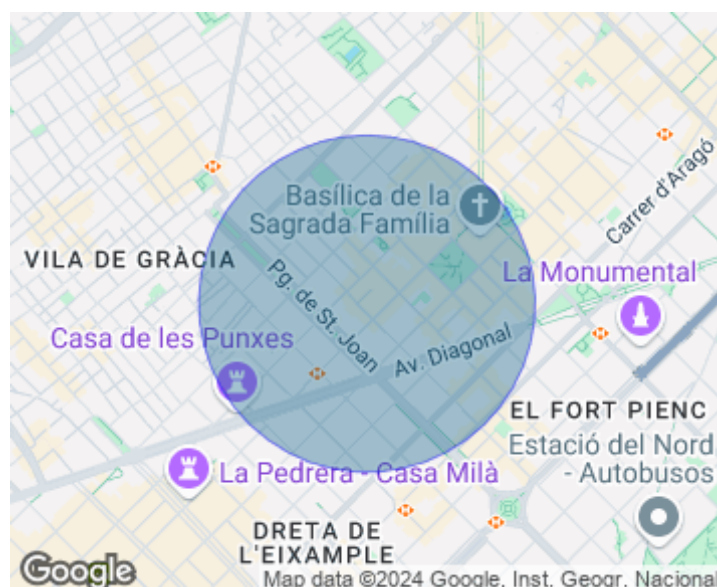 Basílica de la
Sagrada Família
Carrer d'Aragó
VILA DE GRÀCIA
La Monumental
Pg. de St. Joan
Casa de les Punxes
Av. Diagonal
EL FORT PIENC
Estació del Nord
- Autobusos
La Pedrera - Casa Milà
DRETA DE
L'EIXAMPLE
Google
Map data ©2024 Google, Inst. Geogr. Nacional